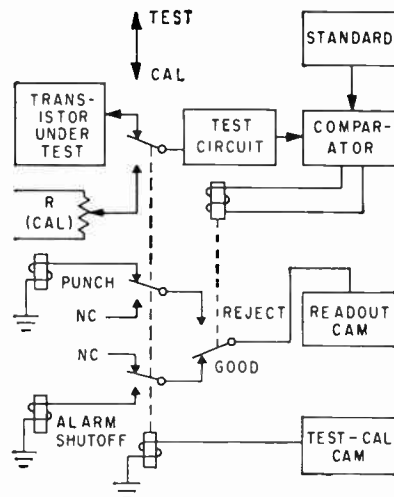 TEST
CAL
STANDARD
TRANS-
ISTOR
UNDER
TEST
TEST
CIRCUIT
COMPAR-
ATOR
R
(CAL)
PUNCH
NC
REJECT
READOUT
CAM
NC
GOOD
ALARM
SHUTOFF
TEST-CAL
CAM